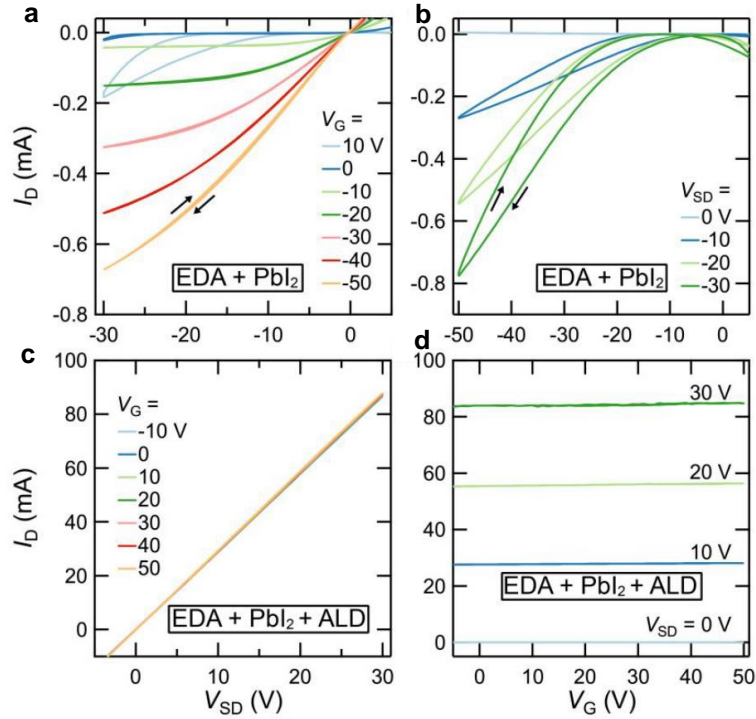 a
0.0
-0.2
-0.4
-0.6
-0.8
I_D (mA)
V_G =
10 V
0
-10
-20
-30
-40
-50
EDA + PbI₂
-30
-20
-10
0
b
0.0
-0.2
-0.4
-0.6
-0.8
I_D (mA)
V_SD =
0 V
-10
-20
-30
EDA + PbI₂
-50
-40
-30
-20
-10
0
c
100
80
60
40
20
0
I_D (mA)
V_G =
-10 V
0
10
20
30
40
50
EDA + PbI₂ + ALD
0
10
20
30
V_SD (V)
d
100
80
60
40
20
0
I_D (mA)
30 V
20 V
10 V
EDA + PbI₂ + ALD
V_SD = 0 V
0
10
20
30
40
50
V_G (V)